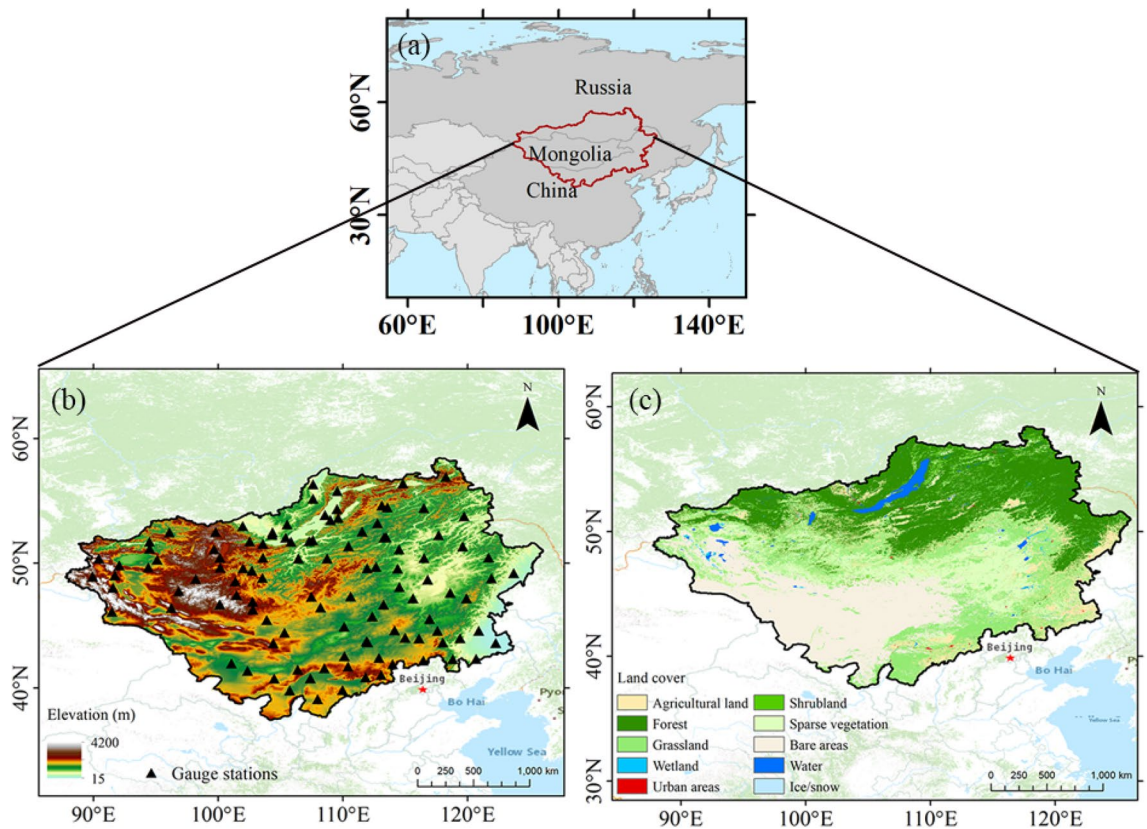 (a)
60°N
30°N
Russia
Mongolia
China
60°E
100°E
140°E
(b)
N
60°N
50°N
40°N
Beijing
Bo Hai
Yellow Sea
Elevation (m)
4200
15
Gauge stations
0 250 500 1,000 km
90°E
100°E
110°E
120°E
(c)
N
60°N
50°N
40°N
30°N
Beijing
Bo Hai
Yellow Sea
Land cover
Agricultural land
Shrubland
Forest
Sparse vegetation
Grassland
Bare areas
Wetland
Water
Urban areas
Ice/snow
0 250 500 1,000 km
90°E
100°E
110°E
120°E